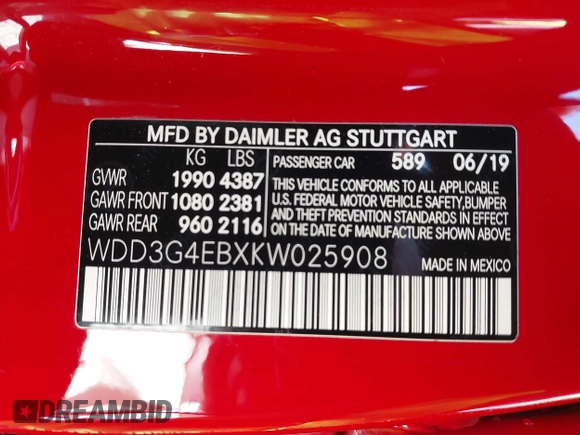 MFD BY DAIMLER AG STUTTGART
KG LBS
PASSENGER CAR 589 06/19
GVWR 1990 4387
GAWR FRONT 1080 2381
GAWR REAR 960 2116
THIS VEHICLE CONFORMS TO ALL APPLICABLE
U.S. FEDERAL MOTOR VEHICLE SAFETY,BUMPER
AND THEFT PREVENTION STANDARDS IN EFFECT
ON THE DATE OF MANUFACTURE SHOWN ABOVE.
WDD3G4EBXKW025908
MADE IN MEXICO
DREAMBID